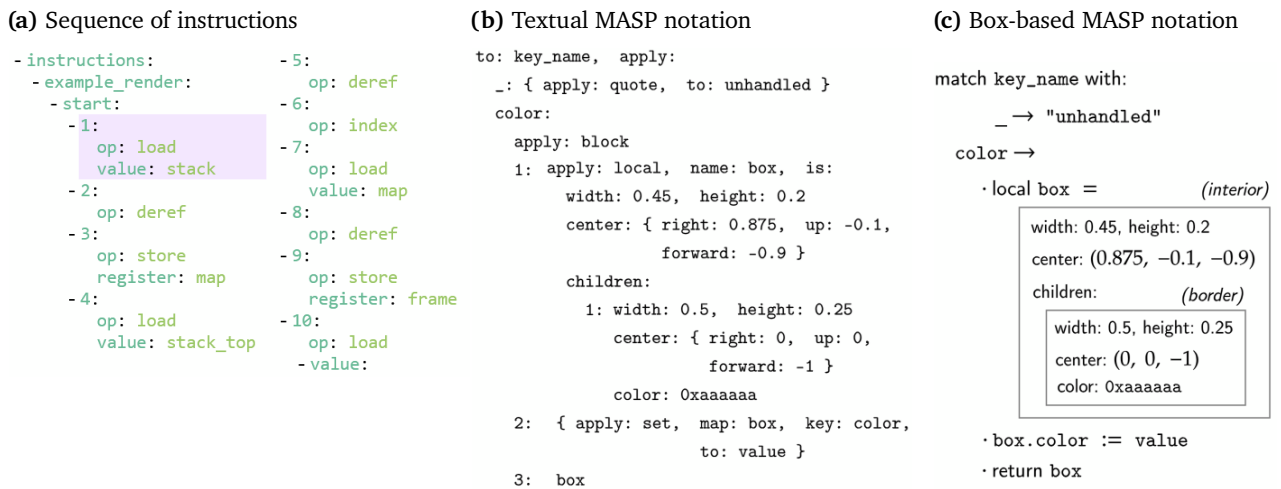 (a) Sequence of instructions
- instructions:
- example_render:
- start:
- 1:
op: load
value: stack
- 2:
op: deref
- 3:
op: store
register: map
- 4:
op: load
value: stack_top
- 5:
op: deref
- 6:
op: index
- 7:
op: load
value: map
- 8:
op: deref
- 9:
op: store
register: frame
- 10:
op: load
- value:
(b) Textual MASP notation
to: key_name, apply:
_: { apply: quote, to: unhandled }
color:
apply: block
1: apply: local, name: box, is:
width: 0.45, height: 0.2
center: { right: 0.875, up: -0.1,
forward: -0.9 }
children:
1: width: 0.5, height: 0.25
center: { right: 0, up: 0,
forward: -1 }
color: 0xaaaaaa
2: { apply: set, map: box, key: color,
to: value }
3: box
(c) Box-based MASP notation
match key_name with:
_ → "unhandled"
color →
· local box = (interior)
width: 0.45, height: 0.2
center: (0.875, −0.1, −0.9)
children: (border)
width: 0.5, height: 0.25
center: (0, 0, −1)
color: 0xaaaaaa
· box.color := value
· return box